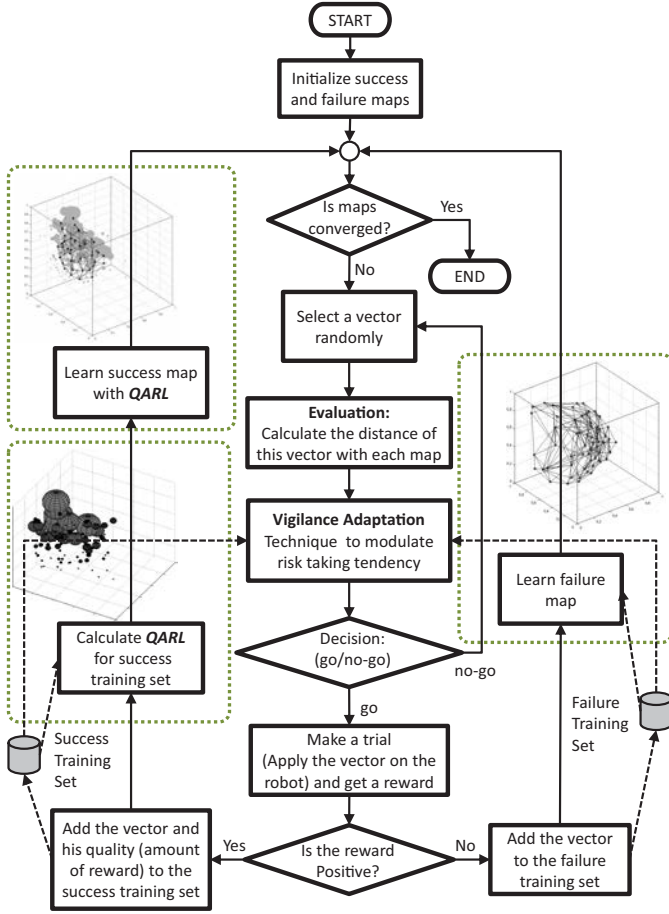 START
Initialize success
and failure maps
Is maps
converged?
Yes
END
No
Select a vector
randomly
Learn success map
with QARL
Evaluation:
Calculate the distance of
this vector with each map
Vigilance Adaptation
Technique to modulate
risk taking tendency
Learn failure
map
Calculate QARL
for success
training set
Decision:
(go/no-go)
no-go
go
Success
Training
Set
Failure
Training
Set
Make a trial
(Apply the vector on the
robot) and get a reward
Add the vector and
his quality (amount
of reward) to the
success training set
Yes
Is the reward
Positive?
No
Add the vector
to the failure
training set